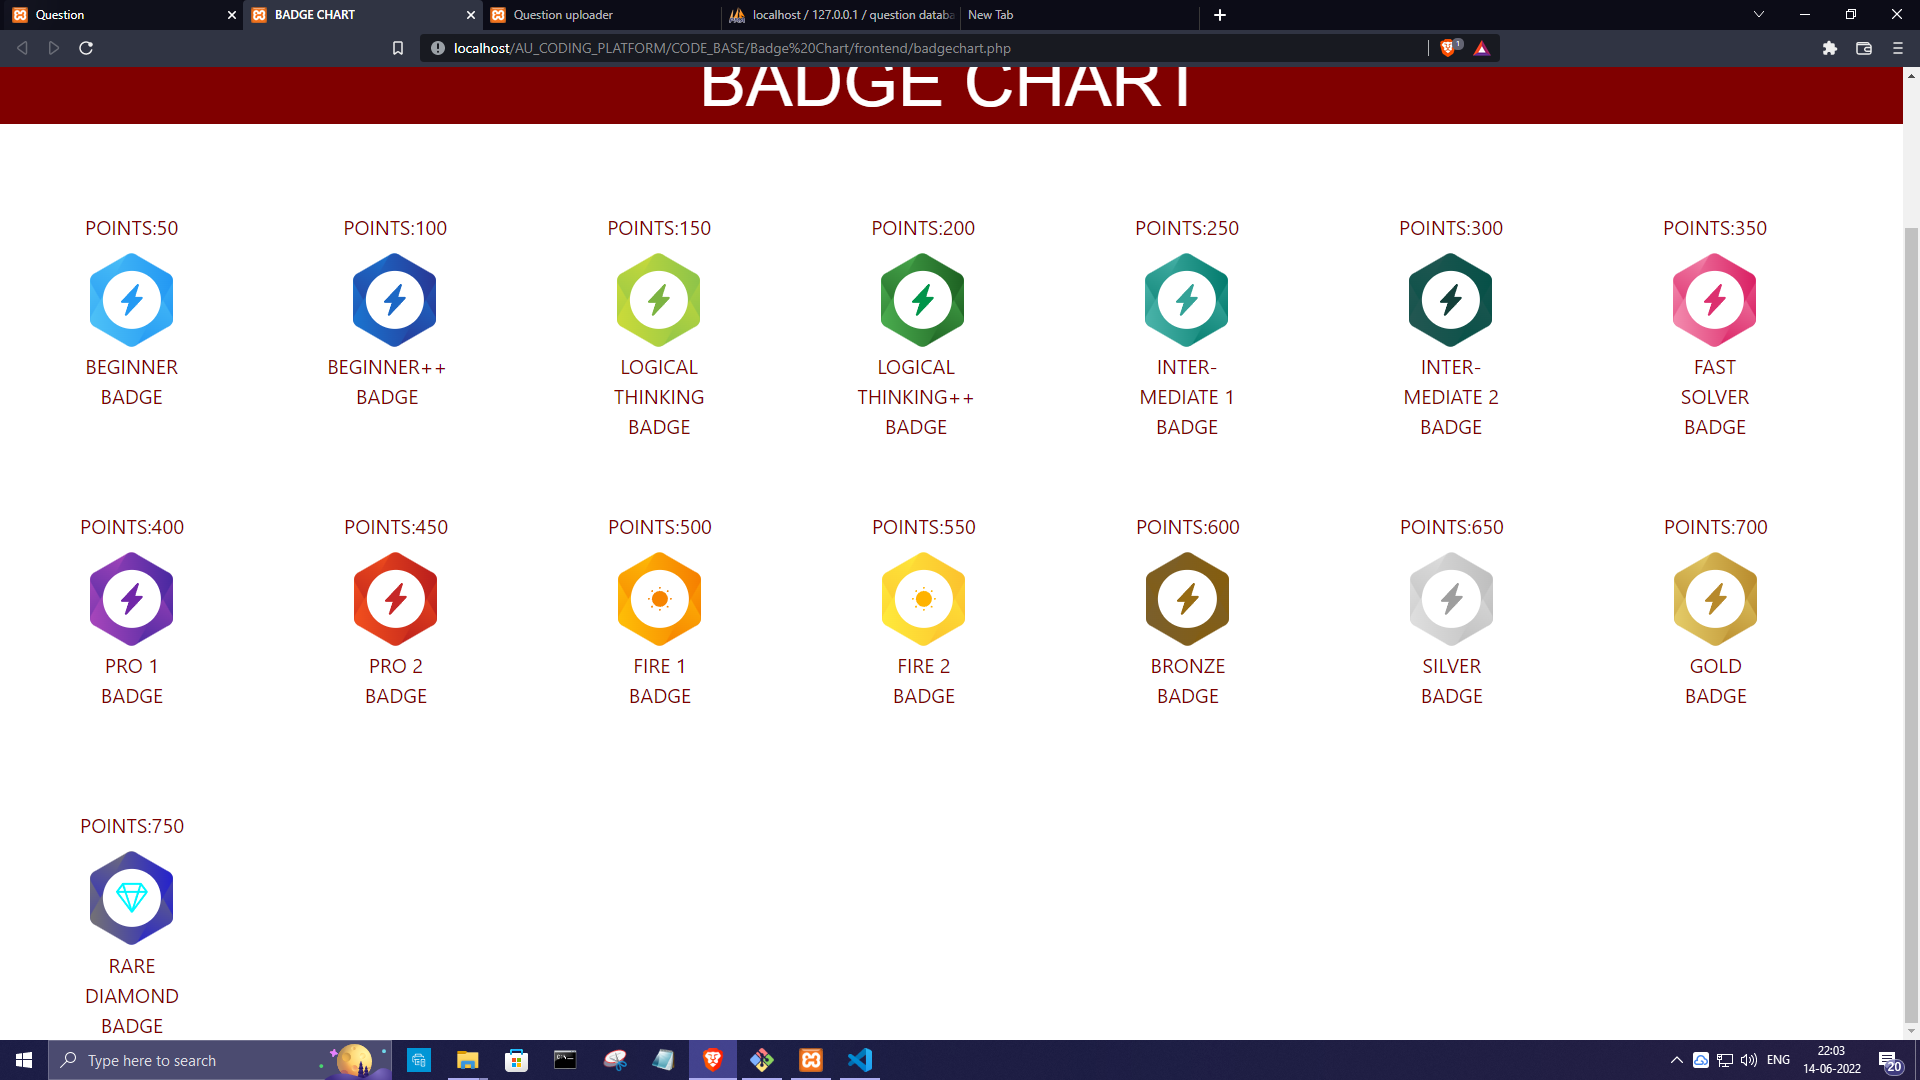 Question
BADGE CHART
Question uploader
localhost / 127.0.0.1 / question databa
New Tab
localhost/AU_CODING_PLATFORM/CODE_BASE/Badge%20Chart/frontend/badgechart.php
1
BADGE CHART
POINTS:50
BEGINNER
BADGE
POINTS:100
BEGINNER++
BADGE
POINTS:150
LOGICAL
THINKING
BADGE
POINTS:200
LOGICAL
THINKING++
BADGE
POINTS:250
INTER-
MEDIATE 1
BADGE
POINTS:300
INTER-
MEDIATE 2
BADGE
POINTS:350
FAST
SOLVER
BADGE
POINTS:400
PRO 1
BADGE
POINTS:450
PRO 2
BADGE
POINTS:500
FIRE 1
BADGE
POINTS:550
FIRE 2
BADGE
POINTS:600
BRONZE
BADGE
POINTS:650
SILVER
BADGE
POINTS:700
GOLD
BADGE
POINTS:750
RARE
DIAMOND
BADGE
Type here to search
ENG
22:03
14-06-2022
20